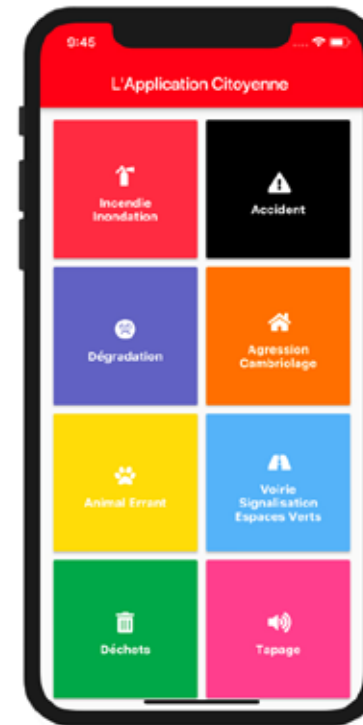 9:45
L'Application Citoyenne
Incendie
Inondation
Accident
Dégradation
Agression
Cambriolage
Animal Errant
Voirie
Signalisation
Espaces Verts
Déchets
Tapage